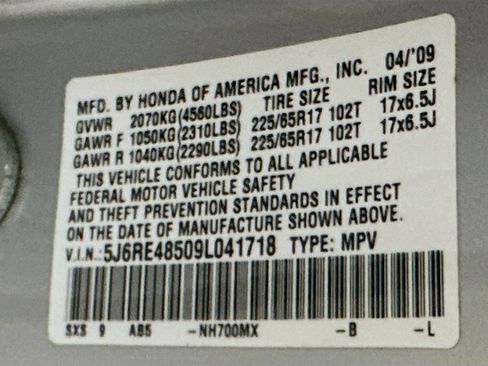 MFD. BY HONDA OF AMERICA MFG., INC. 04/'09
GVWR 2070KG(4560LBS) TIRE SIZE RIM SIZE
GAWR F 1050KG(2310LBS) 225/65R17 102T 17x6.5J
GAWR R 1040KG(2290LBS) 225/65R17 102T 17x6.5J
THIS VEHICLE CONFORMS TO ALL APPLICABLE
FEDERAL MOTOR VEHICLE SAFETY
AND THEFT PREVENTION STANDARDS IN EFFECT
ON THE DATE OF MANUFACTURE SHOWN ABOVE.
V.I.N.:5J6RE48509L041718 TYPE: MPV
SXS 9 AB5 -NH700MX -B -L